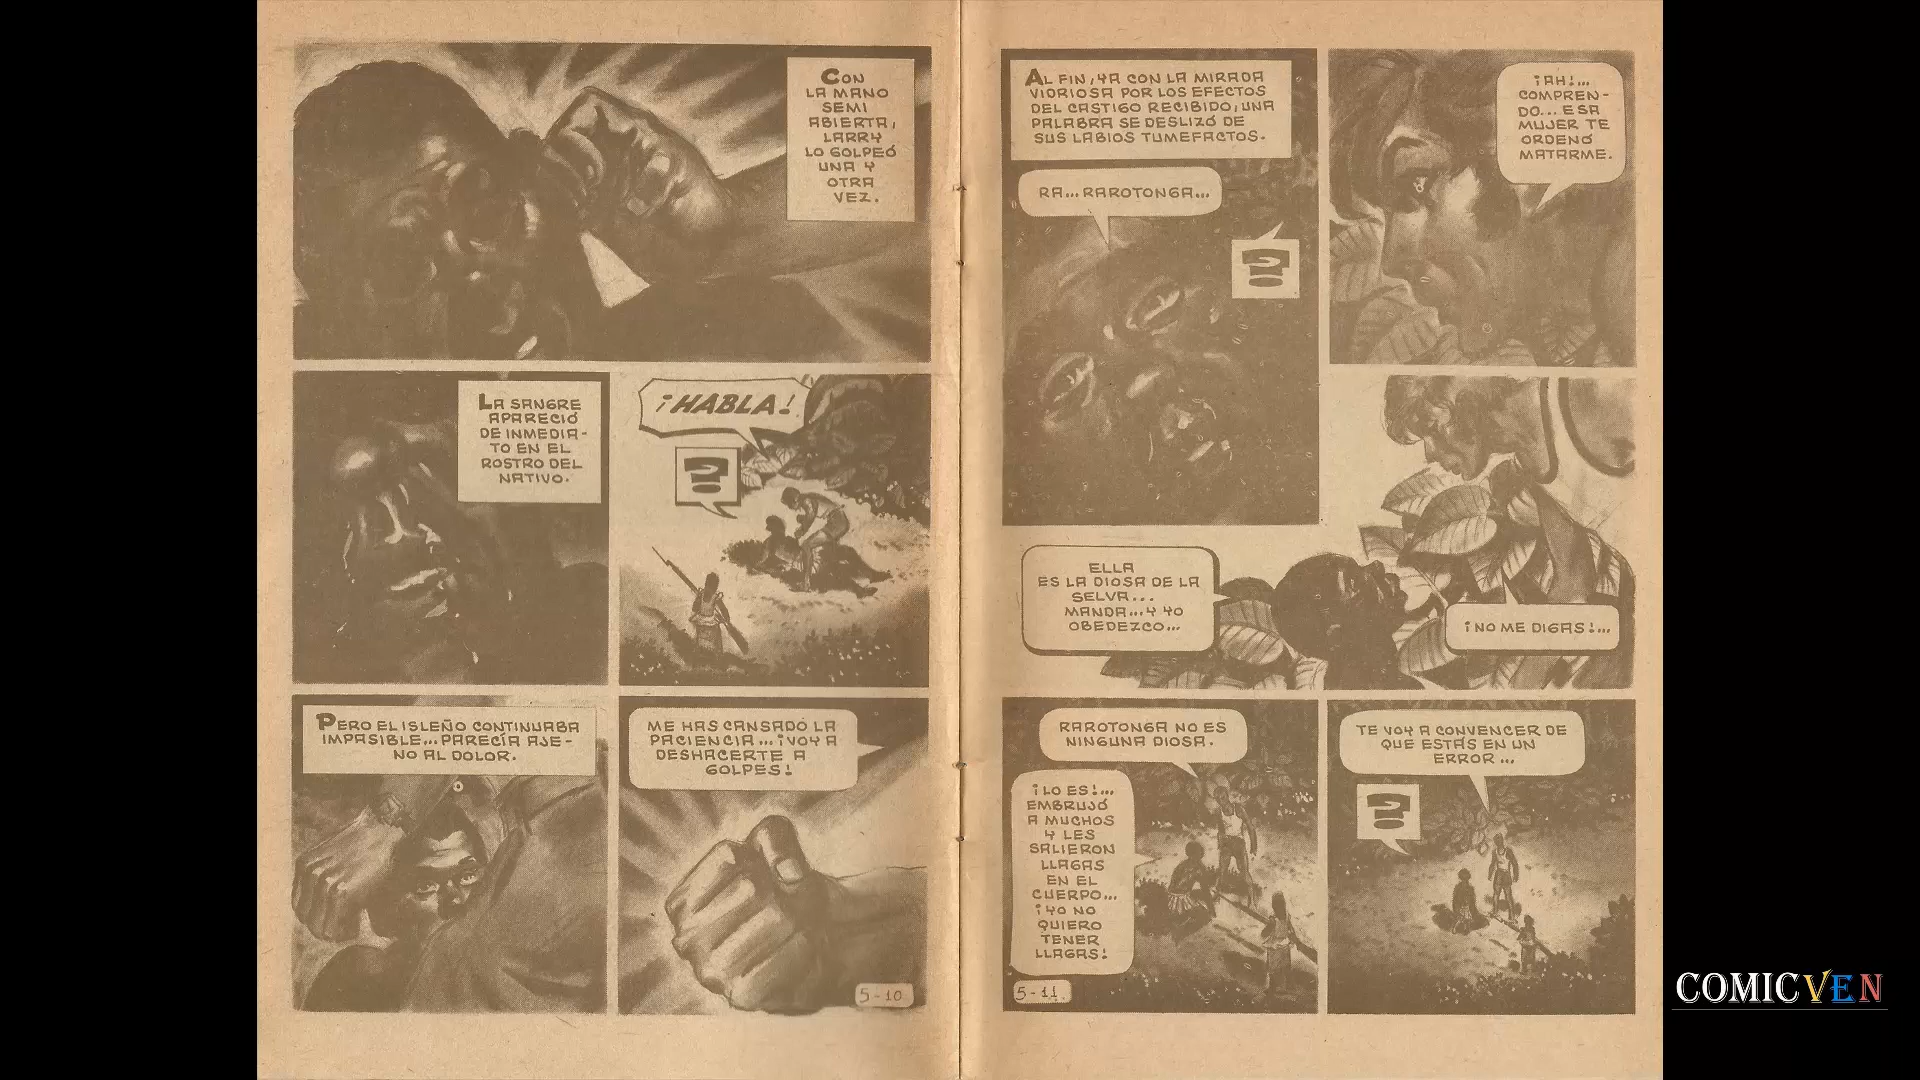 CON
LA MANO
SEMI
ABIERTA,
LARRY
LO GOLPEÓ
UNA Y
OTRA
VEZ.
LA SANGRE
APARECIÓ
DE INMEDIA-
TO EN EL
ROSTRO DEL
NATIVO.
¡HABLA!
?
PERO EL ISLEÑO CONTINUABA
IMPASIBLE... PARECÍA AJE-
NO AL DOLOR.
ME HAS CANSADO LA
PACIENCIA... ¡VOY A
DESHACERTE A
GOLPES!
5-10
AL FIN, YA CON LA MIRADA
VIDRIOSA POR LOS EFECTOS
DEL CASTIGO RECIBIDO, UNA
PALABRA SE DESLIZÓ DE
SUS LABIOS TUMEFACTOS.
RA... RAROTONGA...
?
¡AH!...
COMPREN-
DO... ESA
MUJER TE
ORDENÓ
MATARME.
ELLA
ES LA DIOSA DE LA
SELVA...
MANDA... Y YO
OBEDEZCO...
¡NO ME DIGAS!...
RAROTONGA NO ES
NINGUNA DIOSA.
¡LO ES!...
EMBRUJÓ
A MUCHOS
Y LES
SALIERON
LLAGAS
EN EL
CUERPO...
¡YO NO
QUIERO
TENER
LLAGAS!
5-11
TE VOY A CONVENCER DE
QUE ESTÁS EN UN
ERROR...
?
COMICVEN